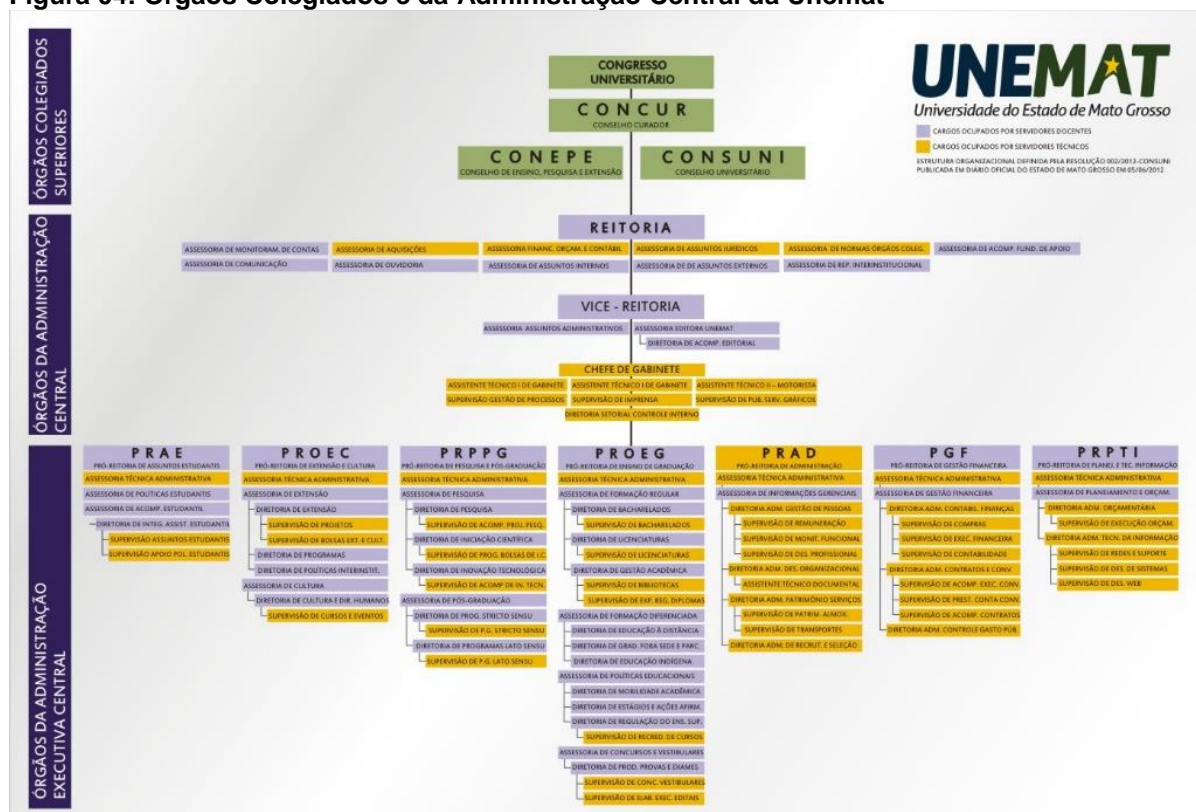 Figura 04: Órgãos Colegiados e da Administração Central da Unemat
ÓRGÃOS COLEGIADOS
SUPERIORES
CONGRESSO
UNIVERSITÁRIO
CONCUR
CONSELHO CURADOR
CONEPE
CONSELHO DE ENSINO, PESQUISA E EXTENSÃO
CONSUNI
CONSELHO UNIVERSITÁRIO
UNEMAT
Universidade do Estado de Mato Grosso
CARGOS OCUPADOS POR SERVIDORES DOCENTES
CARGOS OCUPADOS POR SERVIDORES TÉCNICOS
ESTRUTURA ORGANIZACIONAL DEFINIDA PELA RESOLUÇÃO 002/2012-CONSUNI
PUBLICADA EM DIÁRIO OFICIAL DO ESTADO DE MATO GROSSO EM 05/06/2012
ÓRGÃOS DA ADMINISTRAÇÃO
CENTRAL
REITORIA
ASSESSORIA DE MONITORAM. DE CONTAS
ASSESSORIA DE AQUISIÇÕES
ASSESSORIA FINANC. ORÇAM. E CONTÁBIL
ASSESSORIA DE ASSUNTOS JURÍDICOS
ASSESSORIA DE NORMAS ÓRGÃOS COLEG.
ASSESSORIA DE ACOMP. FUND. DE APOIO
ASSESSORIA DE COMUNICAÇÃO
ASSESSORIA DE OUVIDORIA
ASSESSORIA DE ASSUNTOS INTERNOS
ASSESSORIA DE DE ASSUNTOS EXTERNOS
ASSESSORIA DE REP. INTERINSTITUCIONAL
VICE - REITORIA
ASSESSORIA ASSUNTOS ADMINISTRATIVOS
ASSESSORIA EDITORA UNEMAT
DIRETORIA DE ACOMP. EDITORIAL
CHEFE DE GABINETE
ASSISTENTE TÉCNICO I DE GABINETE
ASSISTENTE TÉCNICO I DE GABINETE
ASSISTENTE TÉCNICO II - MOTORISTA
SUPERVISÃO GESTÃO DE PROCESSOS
SUPERVISÃO DE IMPRENSA
SUPERVISÃO DE PUB. SERV. GRÁFICOS
DIRETORIA SETORIAL CONTROLE INTERNO
ÓRGÃOS DA ADMINISTRAÇÃO
EXECUTIVA CENTRAL
PRAE
PRÓ-REITORIA DE ASSUNTOS ESTUDANTIS
ASSESSORIA TÉCNICA ADMINISTRATIVA
ASSESSORIA DE POLÍTICAS ESTUDANTIS
ASSESSORIA DE ACOMP. ESTUDANTIL
DIRETORIA DE INTEG. ASSIST. ESTUDANTIL
SUPERVISÃO ASSUNTOS ESTUDANTIS
SUPERVISÃO APOIO POL. ESTUDANTIS
PROEC
PRÓ-REITORIA DE EXTENSÃO E CULTURA
ASSESSORIA TÉCNICA ADMINISTRATIVA
ASSESSORIA DE EXTENSÃO
DIRETORIA DE EXTENSÃO
SUPERVISÃO DE PROJETOS
SUPERVISÃO DE BOLSAS EXT. E CULT.
DIRETORIA DE PROGRAMAS
DIRETORIA DE POLÍTICAS INTERINSTIT.
ASSESSORIA DE CULTURA
DIRETORIA DE CULTURA E DIR. HUMANOS
SUPERVISÃO DE CURSOS E EVENTOS
PRPPG
PRÓ-REITORIA DE PESQUISA E PÓS-GRADUAÇÃO
ASSESSORIA TÉCNICA ADMINISTRATIVA
ASSESSORIA DE PESQUISA
DIRETORIA DE PESQUISA
SUPERVISÃO DE ACOMP. PROJ. PESQ.
DIRETORIA DE INICIAÇÃO CIENTÍFICA
SUPERVISÃO DE PROG. BOLSAS DE I.C.
DIRETORIA DE INOVAÇÃO TECNOLÓGICA
SUPERVISÃO DE ACOMP DE IN. TECN.
ASSESSORIA DE PÓS-GRADUAÇÃO
DIRETORIA DE PROG. STRICTO SENSU
SUPERVISÃO DE P.G. STRICTO SENSU
DIRETORIA DE PROGRAMAS LATO SENSU
SUPERVISÃO DE P.G. LATO SENSU
PROEG
PRÓ-REITORIA DE ENSINO DE GRADUAÇÃO
ASSESSORIA TÉCNICA ADMINISTRATIVA
ASSESSORIA DE FORMAÇÃO REGULAR
DIRETORIA DE BACHARELADOS
SUPERVISÃO DE BACHARELADOS
DIRETORIA DE LICENCIATURAS
SUPERVISÃO DE LICENCIATURAS
DIRETORIA DE GESTÃO ACADÊMICA
SUPERVISÃO DE BIBLIOTECAS
SUPERVISÃO DE EXP. REG. DIPLOMAS
ASSESSORIA DE FORMAÇÃO DIFERENCIADA
DIRETORIA DE EDUCAÇÃO À DISTÂNCIA
DIRETORIA DE GRAD. FORA SEDE E PARC.
DIRETORIA DE EDUCAÇÃO INDÍGENA
ASSESSORIA DE POLÍTICAS EDUCACIONAIS
DIRETORIA DE MOBILIDADE ACADÊMICA
DIRETORIA DE ESTÁGIOS E AÇÕES AFIRM.
DIRETORIA DE REGULAÇÃO DO ENS. SUP.
SUPERVISÃO DE RECRED. DE CURSOS
ASSESSORIA DE CONCURSOS E VESTIBULARES
DIRETORIA DE PROD. PROVAS E EXAMES
SUPERVISÃO DE CONC. VESTIBULARES
SUPERVISÃO DE ELAB. EXEC. EDITAIS
PRAD
PRÓ-REITORIA DE ADMINISTRAÇÃO
ASSESSORIA TÉCNICA ADMINISTRATIVA
ASSESSORIA DE INFORMAÇÕES GERENCIAIS
DIRETORIA ADM. GESTÃO DE PESSOAS
SUPERVISÃO DE REMUNERAÇÃO
SUPERVISÃO DE MONIT. FUNCIONAL
SUPERVISÃO DE DES. PROFISSIONAL
DIRETORIA ADM. DES. ORGANIZACIONAL
ASSISTENTE TÉCNICO DOCUMENTAL
DIRETORIA ADM. PATRIMÔNIO SERVIÇOS
SUPERVISÃO DE PATRIM. ALMOX.
SUPERVISÃO DE TRANSPORTES
DIRETORIA ADM. DE RECRUT. E SELEÇÃO
PGF
PRÓ-REITORIA DE GESTÃO FINANCEIRA
ASSESSORIA TÉCNICA ADMINISTRATIVA
ASSESSORIA DE GESTÃO FINANCEIRA
DIRETORIA ADM. CONTABIL. FINANÇAS
SUPERVISÃO DE COMPRAS
SUPERVISÃO DE EXEC. FINANCEIRA
SUPERVISÃO DE CONTABILIDADE
DIRETORIA ADM. CONTRATOS E CONV.
SUPERVISÃO DE ACOMP. EXEC. CONV.
SUPERVISÃO DE PREST. CONTA CONV.
SUPERVISÃO DE ACOMP. CONTRATOS
DIRETORIA ADM. CONTROLE GASTO PÚB.
PRPTI
PRÓ-REITORIA DE PLANEJ. E TEC. INFORMAÇÃO
ASSESSORIA TÉCNICA ADMINISTRATIVA
ASSESSORIA DE PLANEJAMENTO E ORÇAM.
DIRETORIA ADM. ORÇAMENTÁRIA
SUPERVISÃO DE EXECUÇÃO ORÇAM.
DIRETORIA ADM. TECN. DA INFORMAÇÃO
SUPERVISÃO DE REDES E SUPORTE
SUPERVISÃO DE DES. DE SISTEMAS
SUPERVISÃO DE DES. WEB